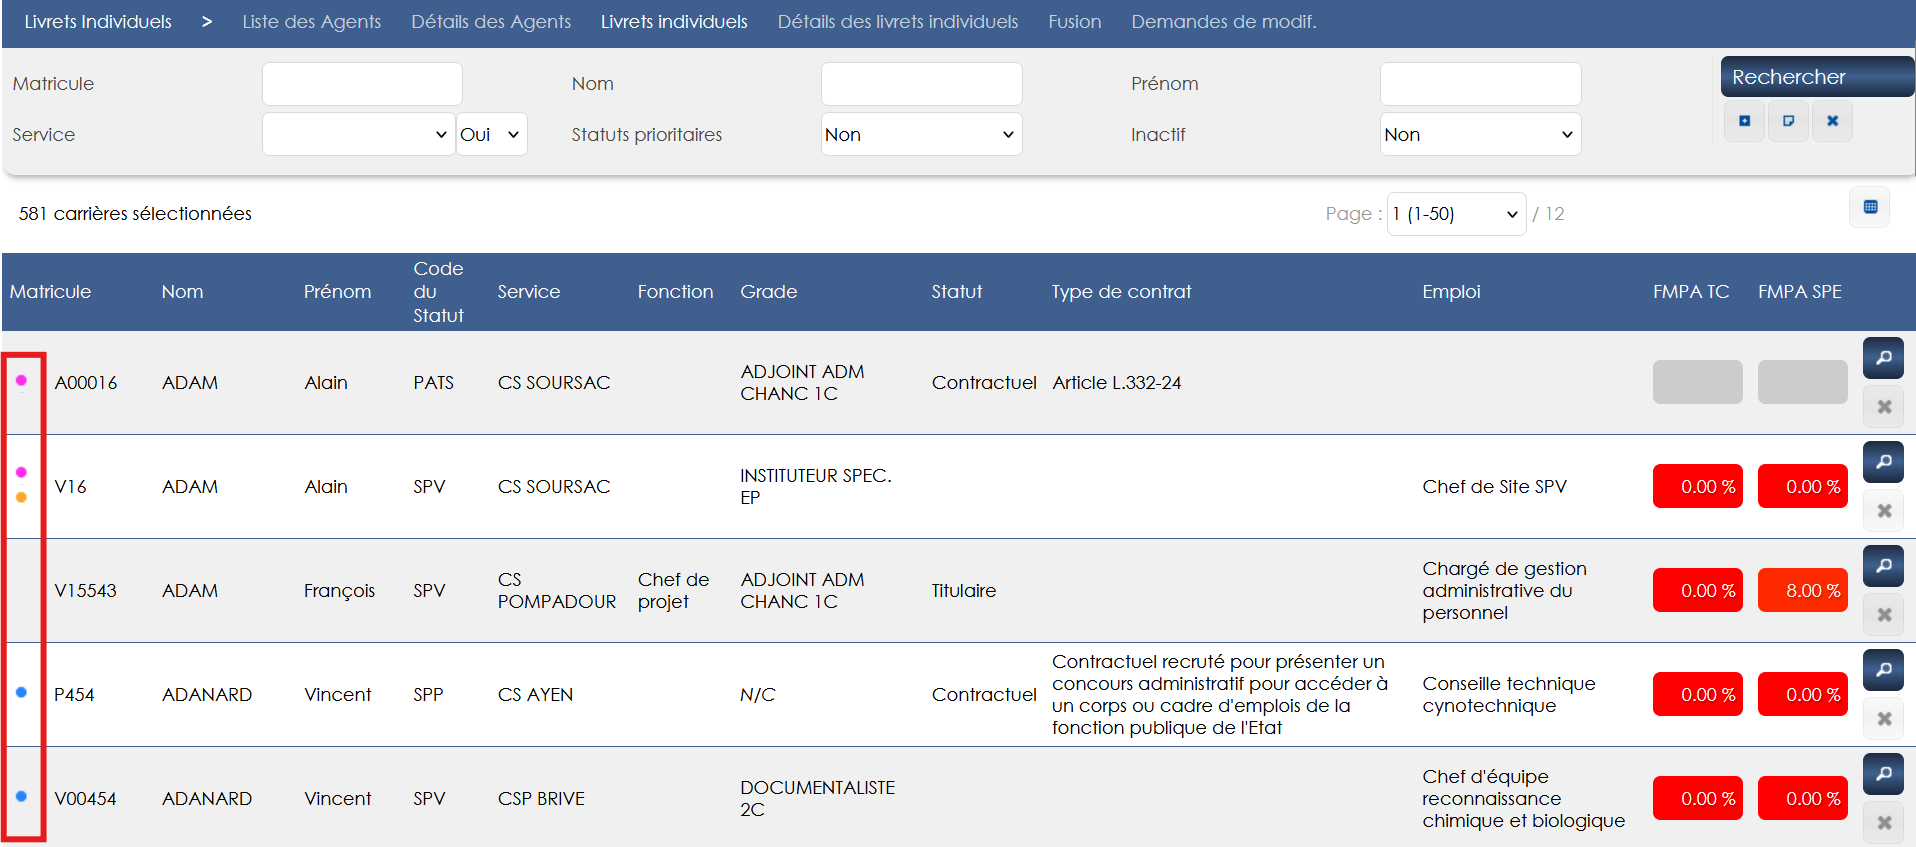 Livrets Individuels > Liste des Agents Détails des Agents Livrets individuels Détails des livrets individuels Fusion Demandes de modif.
Matricule Nom Prénom Rechercher
Service Oui Statuts prioritaires Non Inactif Non
581 carrières sélectionnées Page : 1 (1-50) / 12
Matricule Nom Prénom Code du Statut Service Fonction Grade Statut Type de contrat Emploi FMPA TC FMPA SPE
A00016 ADAM Alain PATS CS SOURSAC ADJOINT ADM CHANC 1C Contractuel Article L.332-24
V16 ADAM Alain SPV CS SOURSAC INSTITUTEUR SPEC. EP Chef de Site SPV 0.00 % 0.00 %
V15543 ADAM François SPV CS POMPADOUR Chef de projet ADJOINT ADM CHANC 1C Titulaire Chargé de gestion administrative du personnel 0.00 % 8.00 %
P454 ADANARD Vincent SPP CS AYEN N/C Contractuel Contractuel recruté pour présenter un concours administratif pour accéder à un corps ou cadre d'emplois de la fonction publique de l'Etat Conseille technique cynotechnique 0.00 % 0.00 %
V00454 ADANARD Vincent SPV CSP BRIVE DOCUMENTALISTE 2C Chef d'équipe reconnaissance chimique et biologique 0.00 % 0.00 %